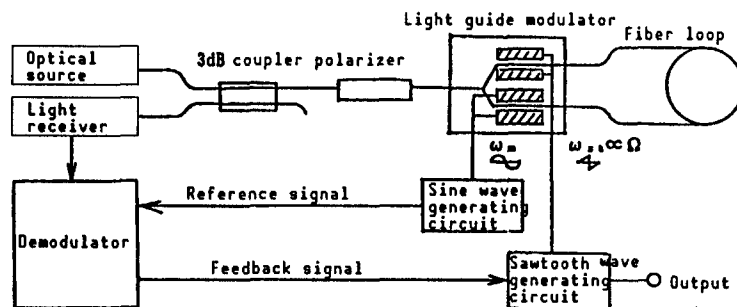 Light guide modulator
Fiber loop
Optical
source
3dB coupler polarizer
Light
receiver
ωm
ωss∝Ω
Reference signal
Sine wave
generating
circuit
Demodulator
Feedback signal
Sawtooth wave
generating
circuit
Output